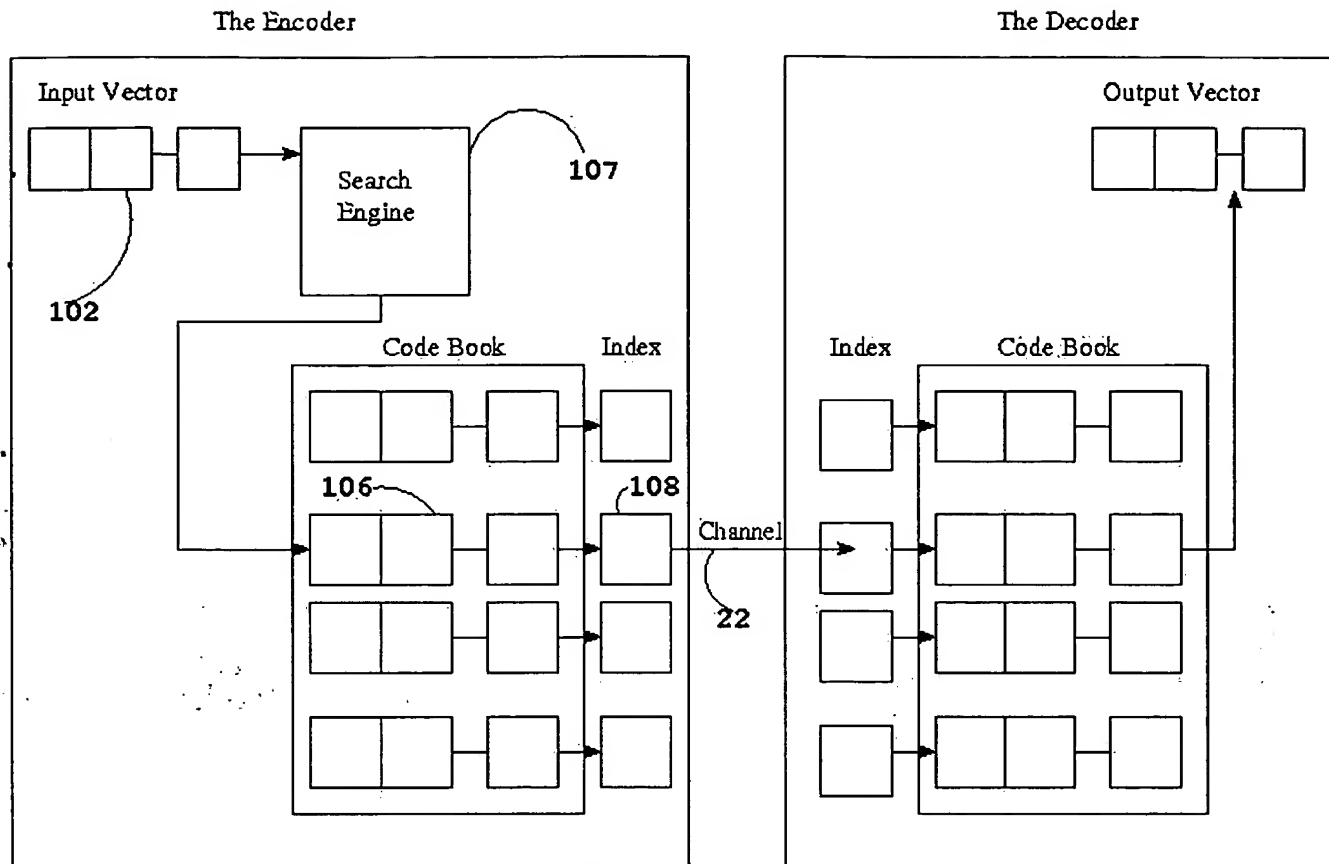 The Encoder
The Decoder
Input Vector
Output Vector
107
Search
Engine
102
Code Book
Index
Index
Code Book
106
108
Channel
22